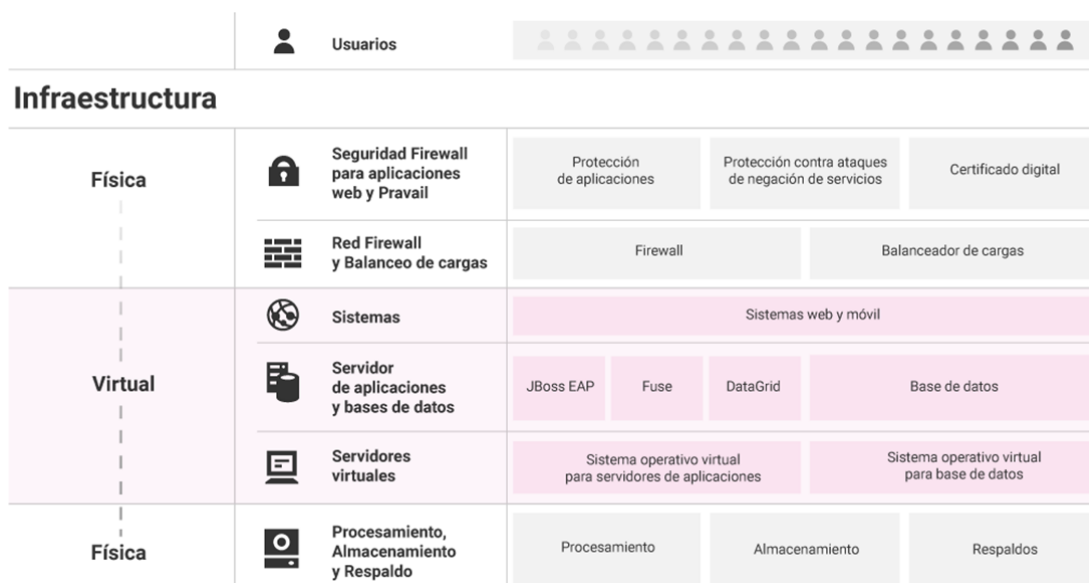 Usuarios
Infraestructura
Física
Seguridad Firewall
para aplicaciones
web y Pravail
Protección
de aplicaciones
Protección contra ataques
de negación de servicios
Certificado digital
Red Firewall
y Balanceo de cargas
Firewall
Balanceador de cargas
Virtual
Sistemas
Sistemas web y móvil
Servidor
de aplicaciones
y bases de datos
JBoss EAP
Fuse
DataGrid
Base de datos
Servidores
virtuales
Sistema operativo virtual
para servidores de aplicaciones
Sistema operativo virtual
para base de datos
Física
Procesamiento,
Almacenamiento
y Respaldo
Procesamiento
Almacenamiento
Respaldos